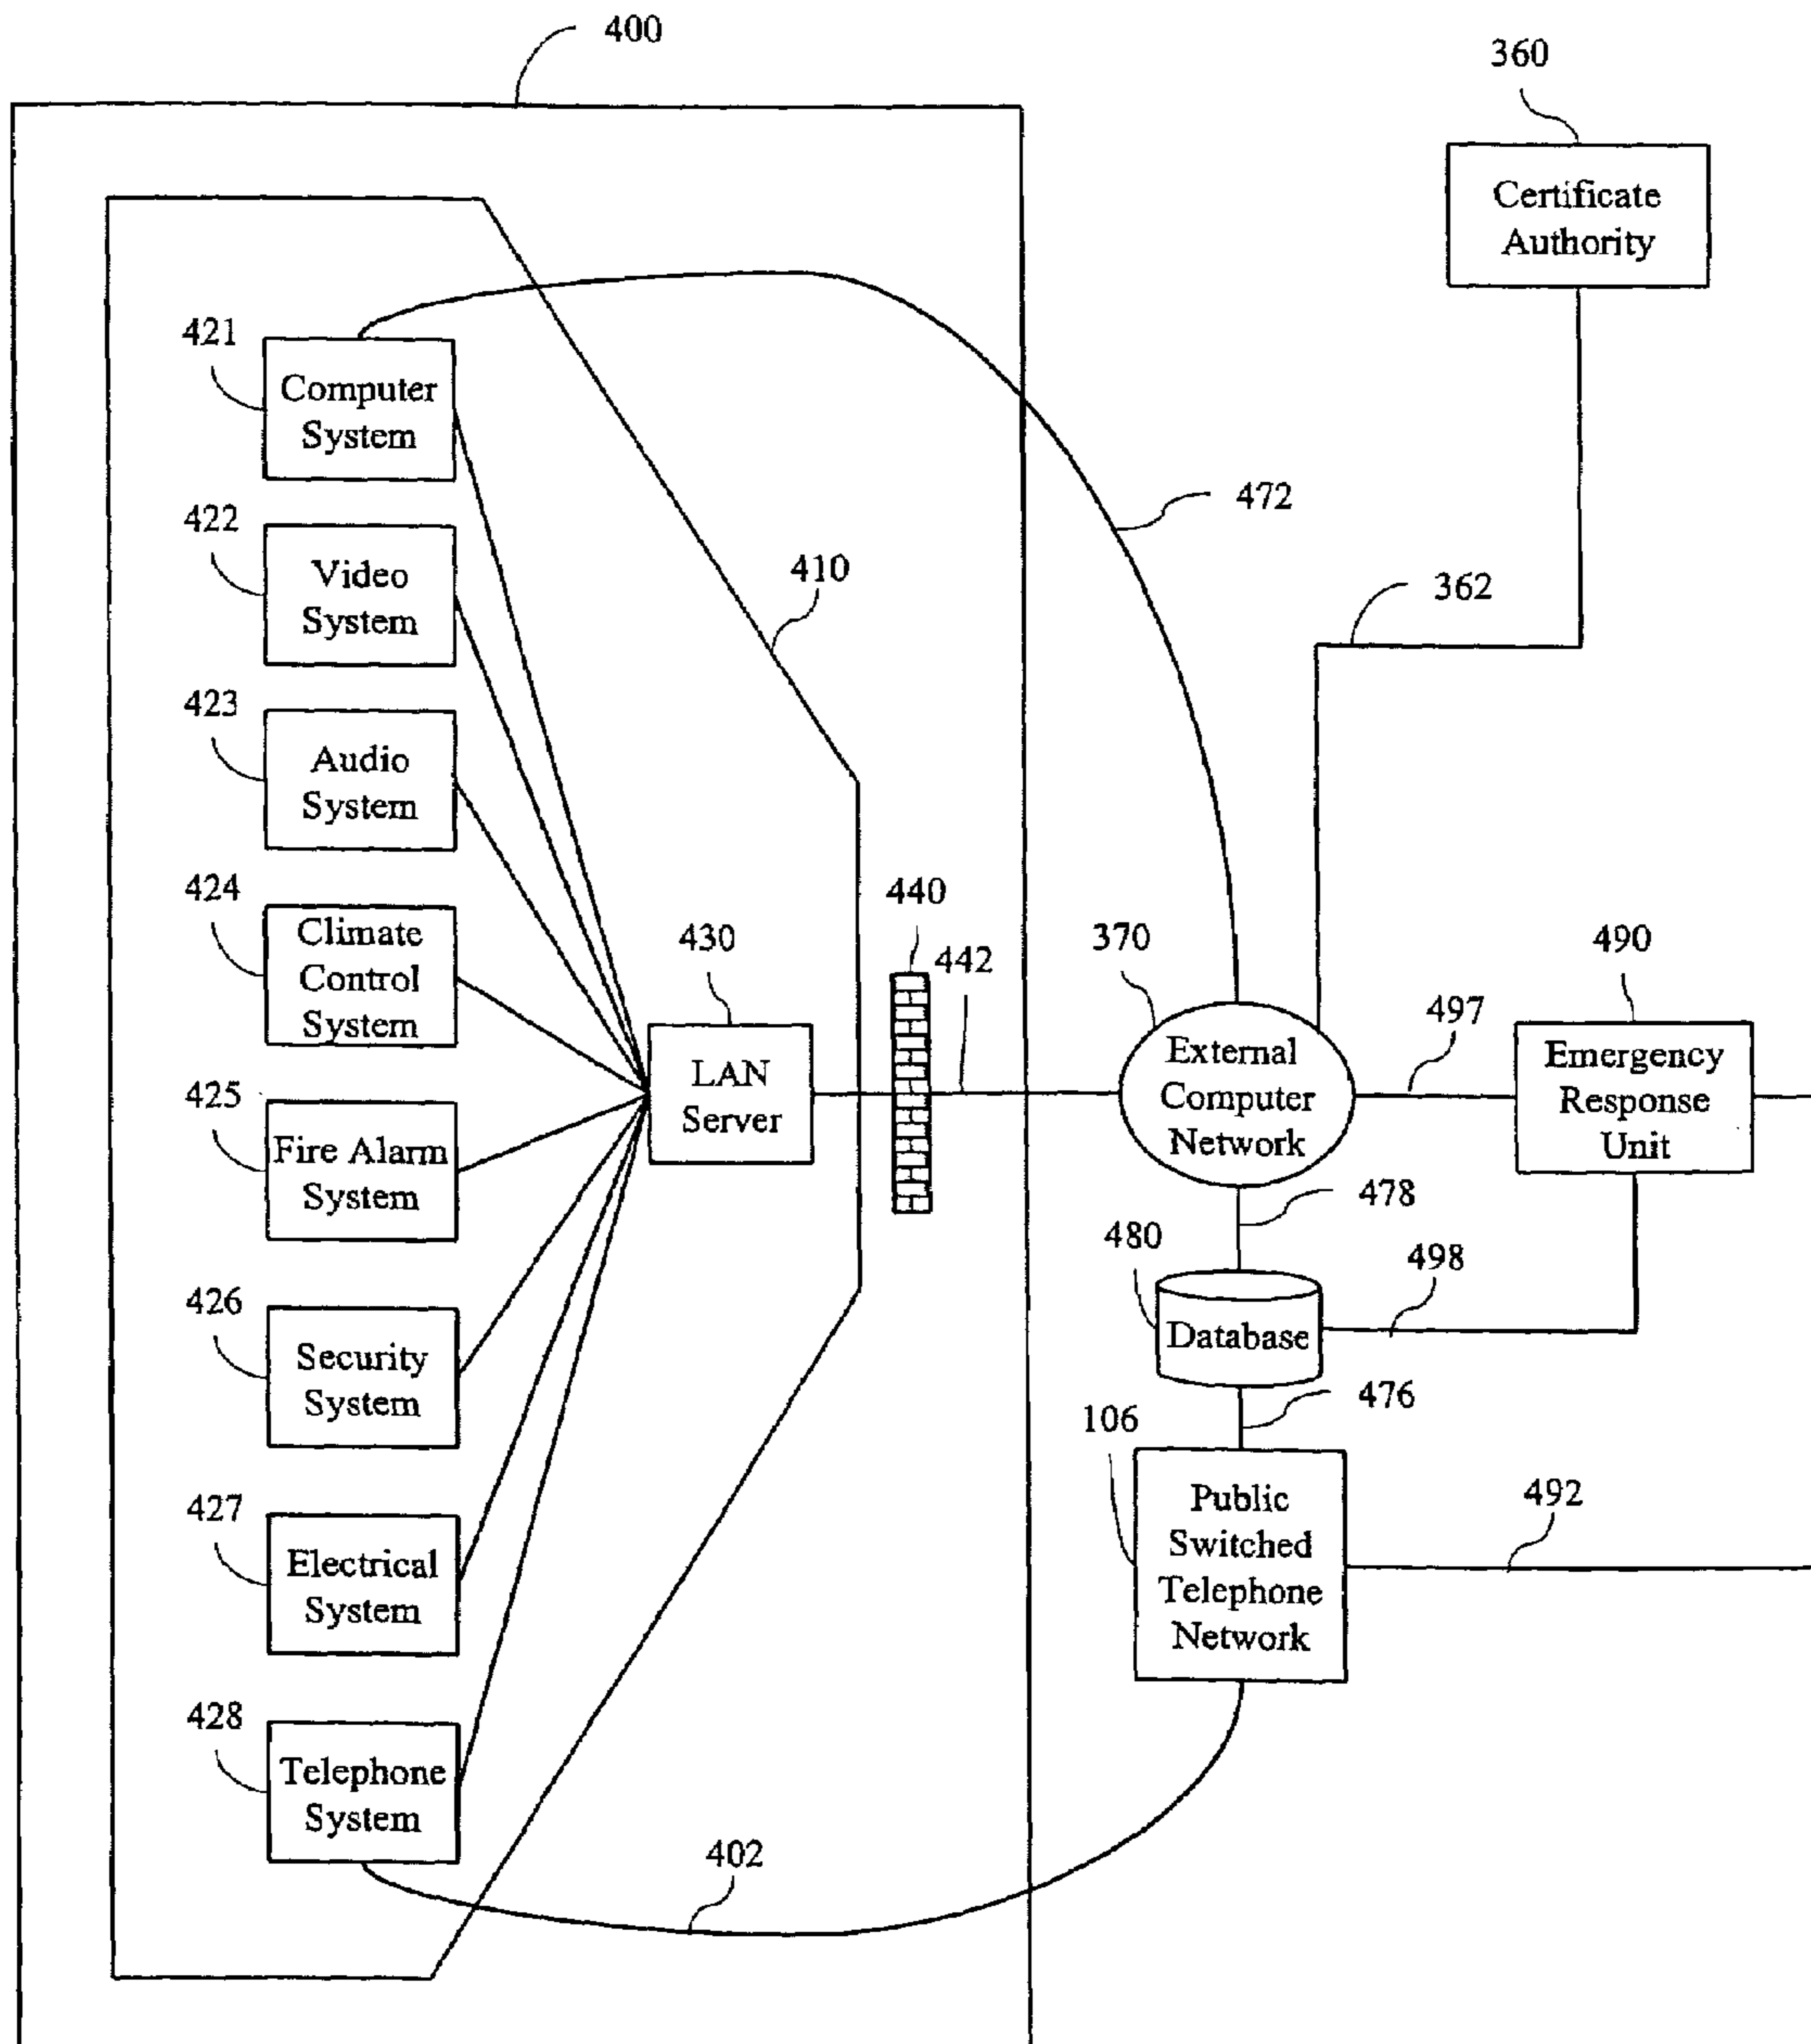 400
360
Certificate
Authority
421
Computer
System
472
422
Video
System
410
362
423
Audio
System
424
Climate
Control
System
430
LAN
Server
440
442
370
External
Computer
Network
497
490
Emergency
Response
Unit
425
Fire Alarm
System
478
480
Database
498
426
Security
System
476
106
Public
Switched
Telephone
Network
492
427
Electrical
System
428
Telephone
System
402